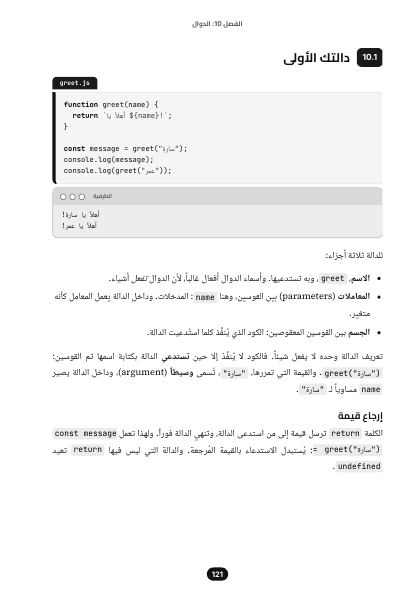 الفصل 10: الدوال
10.1 دالتك الأولى
greet.js
function greet(name) {
  return `أهلاً يا ${name}!`;
}
const message = greet("سارة");
console.log(message);
console.log(greet("عمر"));
الطرفية
أهلاً يا سارة!
أهلاً يا عمر!
للدالة ثلاثة أجزاء:
• الاسم، greet، وبه تستدعيها. وأسماء الدوال أفعال غالباً، لأن الدوال تفعل أشياء.
• المعاملات (parameters) بين القوسين، وهنا name: المدخلات. وداخل الدالة يعمل المعامل كأنه
متغير.
• الجسم بين القوسين المعقوصين: الكود الذي يُنفَّذ كلما استُدعيت الدالة.
تعريف الدالة وحده لا يفعل شيئاً. فالكود لا يُنفَّذ إلا حين تستدعي الدالة بكتابة اسمها ثم القوسين:
greet("سارة"). والقيمة التي تمررها، "سارة"، تُسمى وسيطاً (argument)، وداخل الدالة يصير
name مساوياً لـ "سارة".
إرجاع قيمة
الكلمة return ترسل قيمة إلى من استدعى الدالة، وتنهي الدالة فوراً. ولهذا تعمل const message
= greet("سارة"): يُستبدل الاستدعاء بالقيمة المُرجعة. والدالة التي ليس فيها return تعيد
undefined.
121